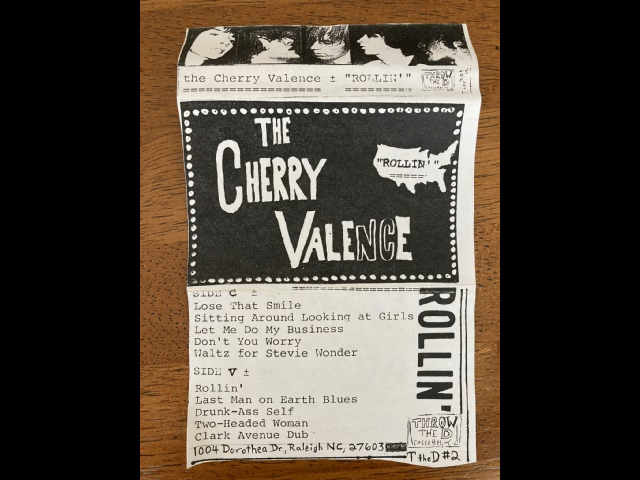 the Cherry Valence ± "ROLLIN'"
THROW
THE D
THE
CHERRY
VALENCE
"ROLLIN'"
SIDE C ±
Lose That Smile
Sitting Around Looking at Girls
Let Me Do My Business
Don't You Worry
Waltz for Stevie Wonder
SIDE V ±
Rollin'
Last Man on Earth Blues
Drunk-Ass Self
Two-Headed Woman
Clark Avenue Dub
1004 Dorothea Dr, Raleigh NC, 27603
ROLLIN'
THROW
THE D
cassettes
T the D #2